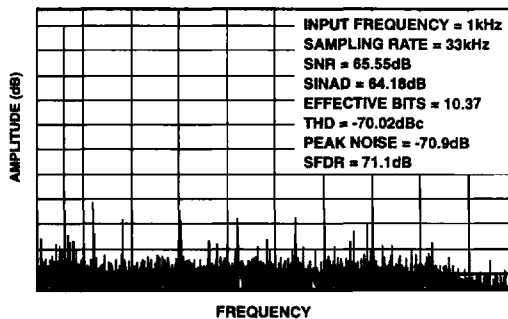 INPUT FREQUENCY = 1kHz
SAMPLING RATE = 33kHz
SNR = 65.55dB
SINAD = 64.18dB
EFFECTIVE BITS = 10.37
THD = -70.02dBc
PEAK NOISE = -70.9dB
SFDR = 71.1dB
AMPLITUDE (dB)
FREQUENCY